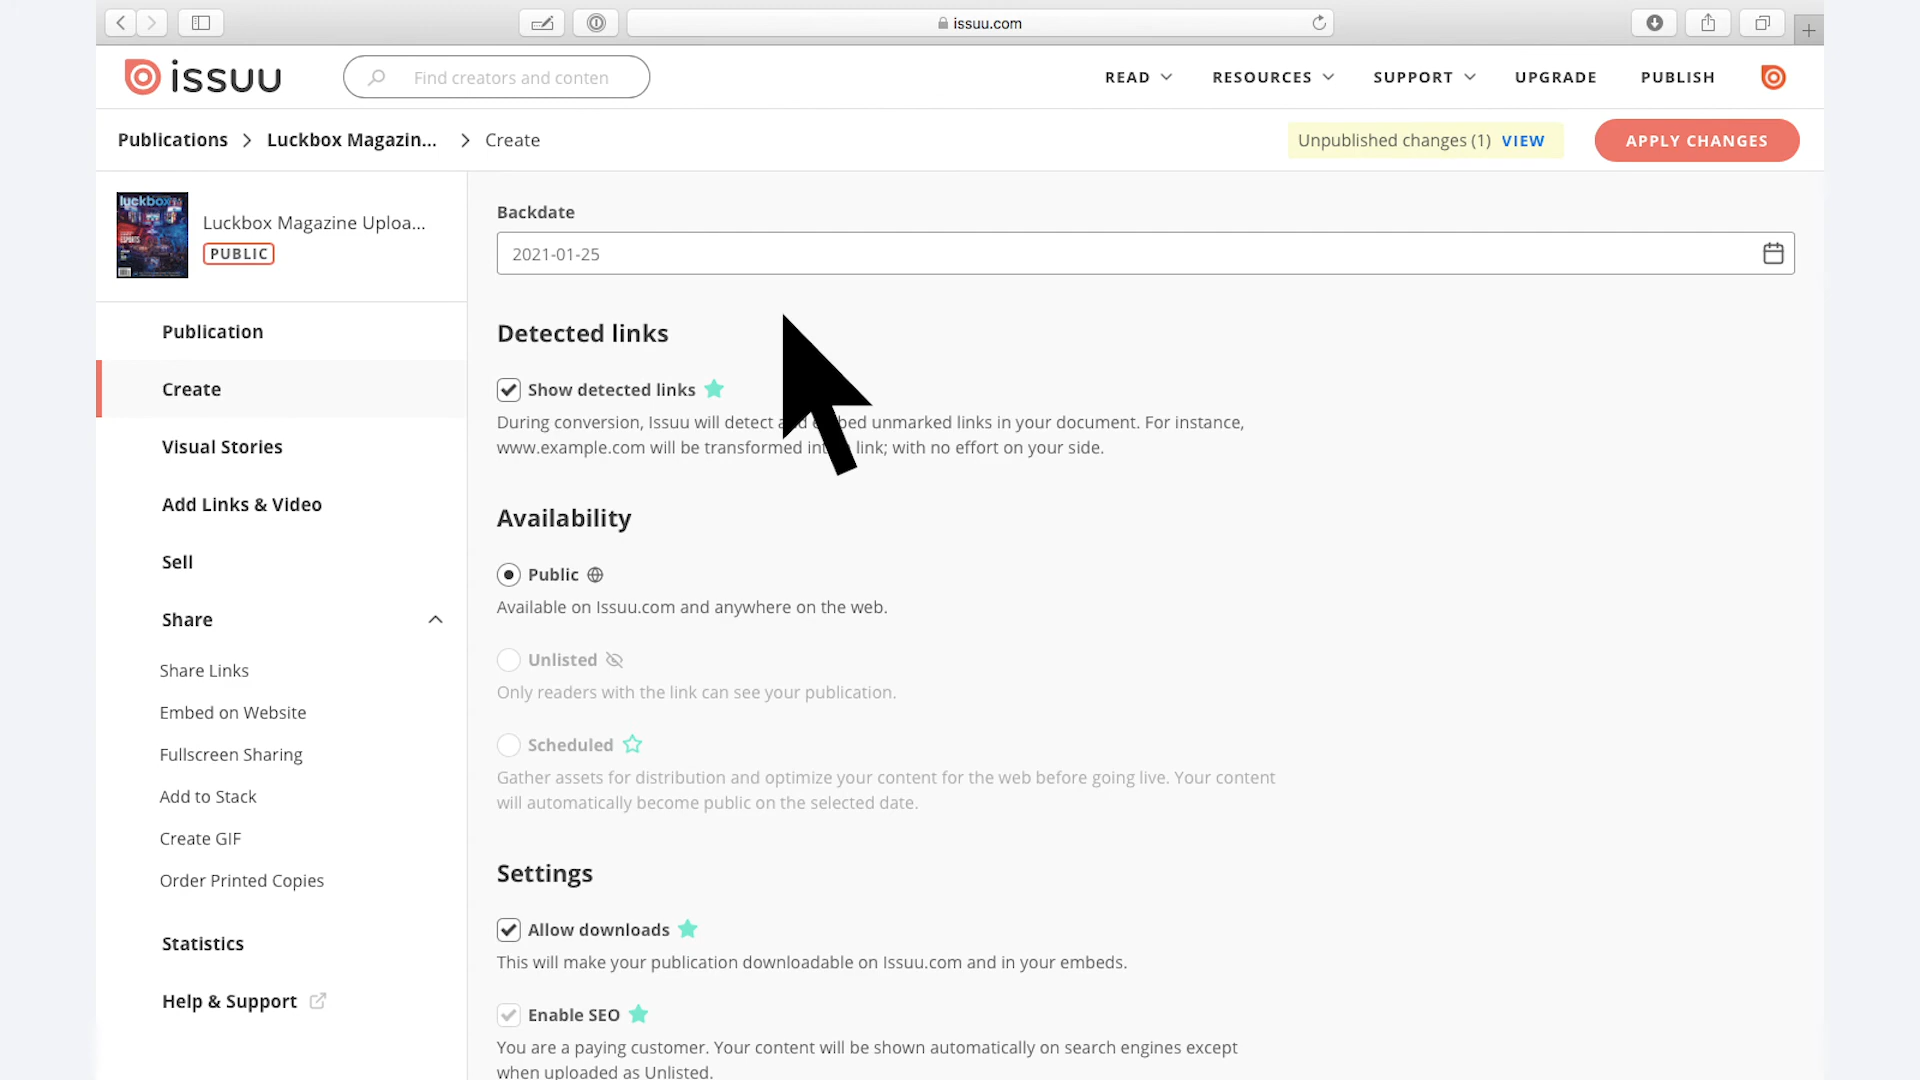 issuu.com
issuu
Find creators and conten
READ
RESOURCES
SUPPORT
UPGRADE
PUBLISH
Publications > Luckbox Magazin... > Create
Unpublished changes (1) VIEW
APPLY CHANGES
luckbox
Luckbox Magazine Uploa...
PUBLIC
Publication
Create
Visual Stories
Add Links & Video
Sell
Share
Share Links
Embed on Website
Fullscreen Sharing
Add to Stack
Create GIF
Order Printed Copies
Statistics
Help & Support
Backdate
2021-01-25
Detected links
Show detected links
During conversion, Issuu will detect and embed unmarked links in your document. For instance,
www.example.com will be transformed into link; with no effort on your side.
Availability
Public
Available on Issuu.com and anywhere on the web.
Unlisted
Only readers with the link can see your publication.
Scheduled
Gather assets for distribution and optimize your content for the web before going live. Your content
will automatically become public on the selected date.
Settings
Allow downloads
This will make your publication downloadable on Issuu.com and in your embeds.
Enable SEO
You are a paying customer. Your content will be shown automatically on search engines except
when uploaded as Unlisted.